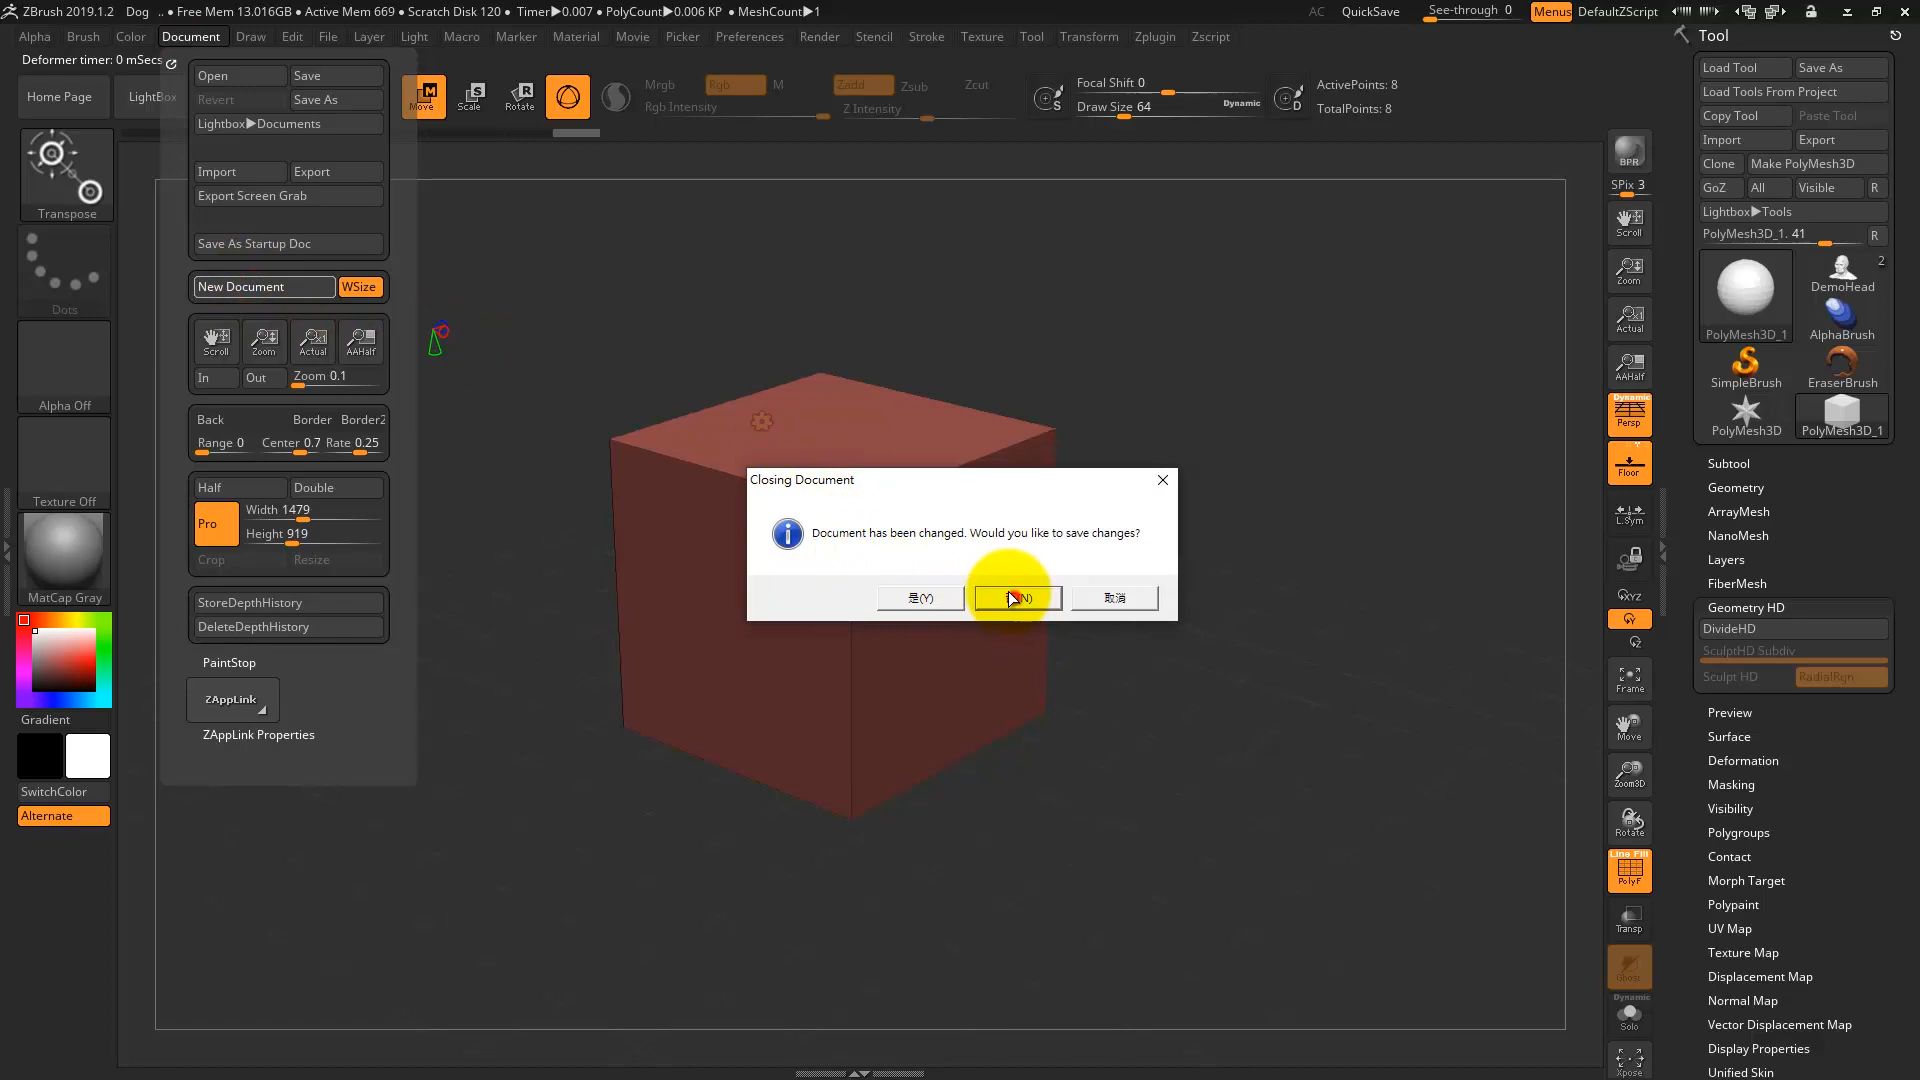 ZBrush 2019.1.2 Dog .. • Free Mem 13.016GB • Active Mem 669 • Scratch Disk 120 • Timer▶0.007 • PolyCount▶0.006 KP • MeshCount▶1
AC QuickSave See-through 0 Menus DefaultZScript
Alpha Brush Color Document Draw Edit File Layer Light Macro Marker Material Movie Picker Preferences Render Stencil Stroke Texture Tool Transform Zplugin Zscript
Deformer timer: 0 mSecs
Home Page LightBox
Move Scale Rotate
Mrgb Rgb M
Rgb Intensity
Zadd Zsub Zcut
Z Intensity
S
Focal Shift 0
Draw Size 64 Dynamic
D
ActivePoints: 8
TotalPoints: 8
Transpose
Dots
Alpha Off
Texture Off
MatCap Gray
Gradient
SwitchColor
Alternate
Open Save
Revert Save As
Lightbox▶Documents
Import Export
Export Screen Grab
Save As Startup Doc
New Document WSize
Scroll Zoom Actual AAHalf
In Out Zoom 0.1
Back Border Border2
Range 0 Center 0.7 Rate 0.25
Half Double
Pro
Width 1479
Height 919
Crop Resize
StoreDepthHistory
DeleteDepthHistory
PaintStop
ZAppLink
ZAppLink Properties
Closing Document
Document has been changed. Would you like to save changes?
是(Y)
取消
BPR
SPix 3
Scroll
Zoom
Actual
AAHalf
Dynamic
Persp
Floor
L.Sym
XYZ
Y
Z
Frame
Move
Zoom3D
Rotate
Line Fill
PolyF
Transp
Ghost
Dynamic
Solo
Xpose
Tool
Load Tool Save As
Load Tools From Project
Copy Tool Paste Tool
Import Export
Clone Make PolyMesh3D
GoZ All Visible R
Lightbox▶Tools
PolyMesh3D_1. 41 R
PolyMesh3D_1
2
DemoHead
AlphaBrush
SimpleBrush EraserBrush
PolyMesh3D PolyMesh3D_1
Subtool
Geometry
ArrayMesh
NanoMesh
Layers
FiberMesh
Geometry HD
DivideHD
SculptHD Subdiv
Sculpt HD RadialRgn
Preview
Surface
Deformation
Masking
Visibility
Polygroups
Contact
Morph Target
Polypaint
UV Map
Texture Map
Displacement Map
Normal Map
Vector Displacement Map
Display Properties
Unified Skin